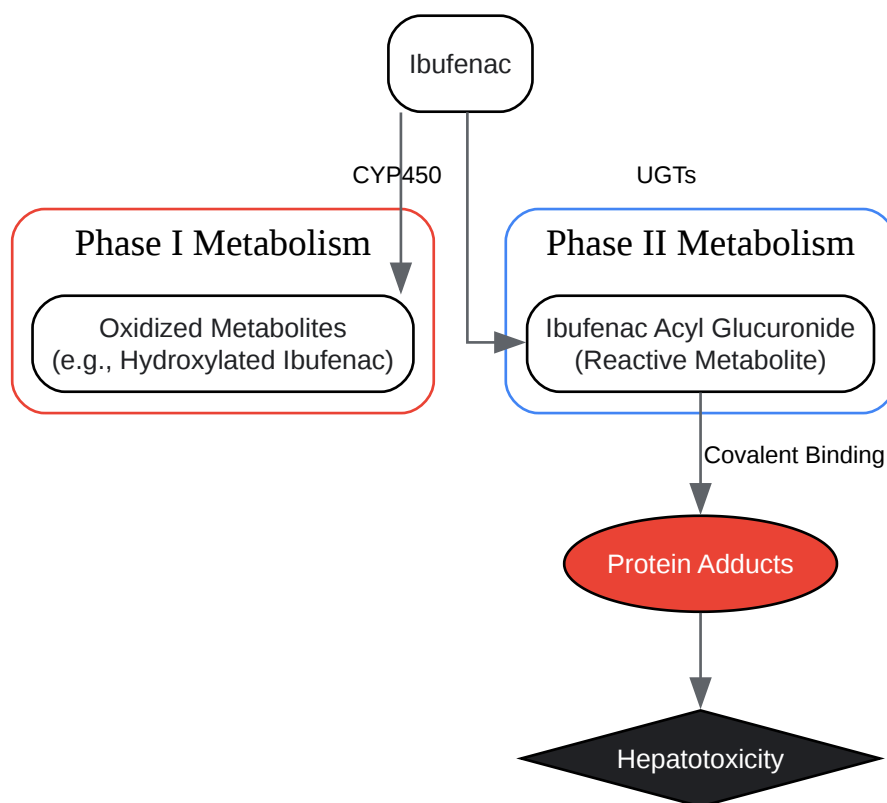 Ibufenac
CYP450
UGTs
Phase I Metabolism
Phase II Metabolism
Oxidized Metabolites
(e.g., Hydroxylated Ibufenac)
Ibufenac Acyl Glucuronide
(Reactive Metabolite)
Covalent Binding
Protein Adducts
Hepatotoxicity